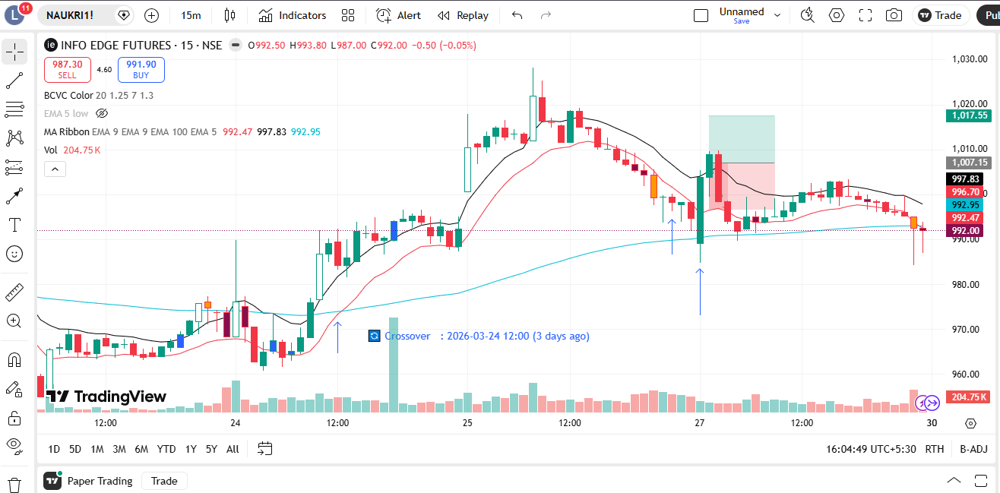 L 11 NAUKRI1! 15m Indicators Alert Replay Unnamed Save Trade Pu
ie INFO EDGE FUTURES · 15 · NSE O992.50 H993.80 L987.00 C992.00 −0.50 (−0.05%)
987.30 SELL 4.60 991.90 BUY
BCVC Color 20 1.25 7 1.3
EMA 5 low
MA Ribbon EMA 9 EMA 9 EMA 100 EMA 5 992.47 997.83 992.95
Vol 204.75 K
1,030.00
1,020.00
1,017.55
1,010.00
1,007.15
997.83
996.70
992.95
992.47
992.00
990.00
980.00
970.00
960.00
204.75 K
Crossover : 2026-03-24 12:00 (3 days ago)
TradingView
12:00 24 12:00 25 12:00 27 12:00 30
1D 5D 1M 3M 6M YTD 1Y 5Y All 16:04:49 UTC+5:30 RTH B-ADJ
Paper Trading Trade